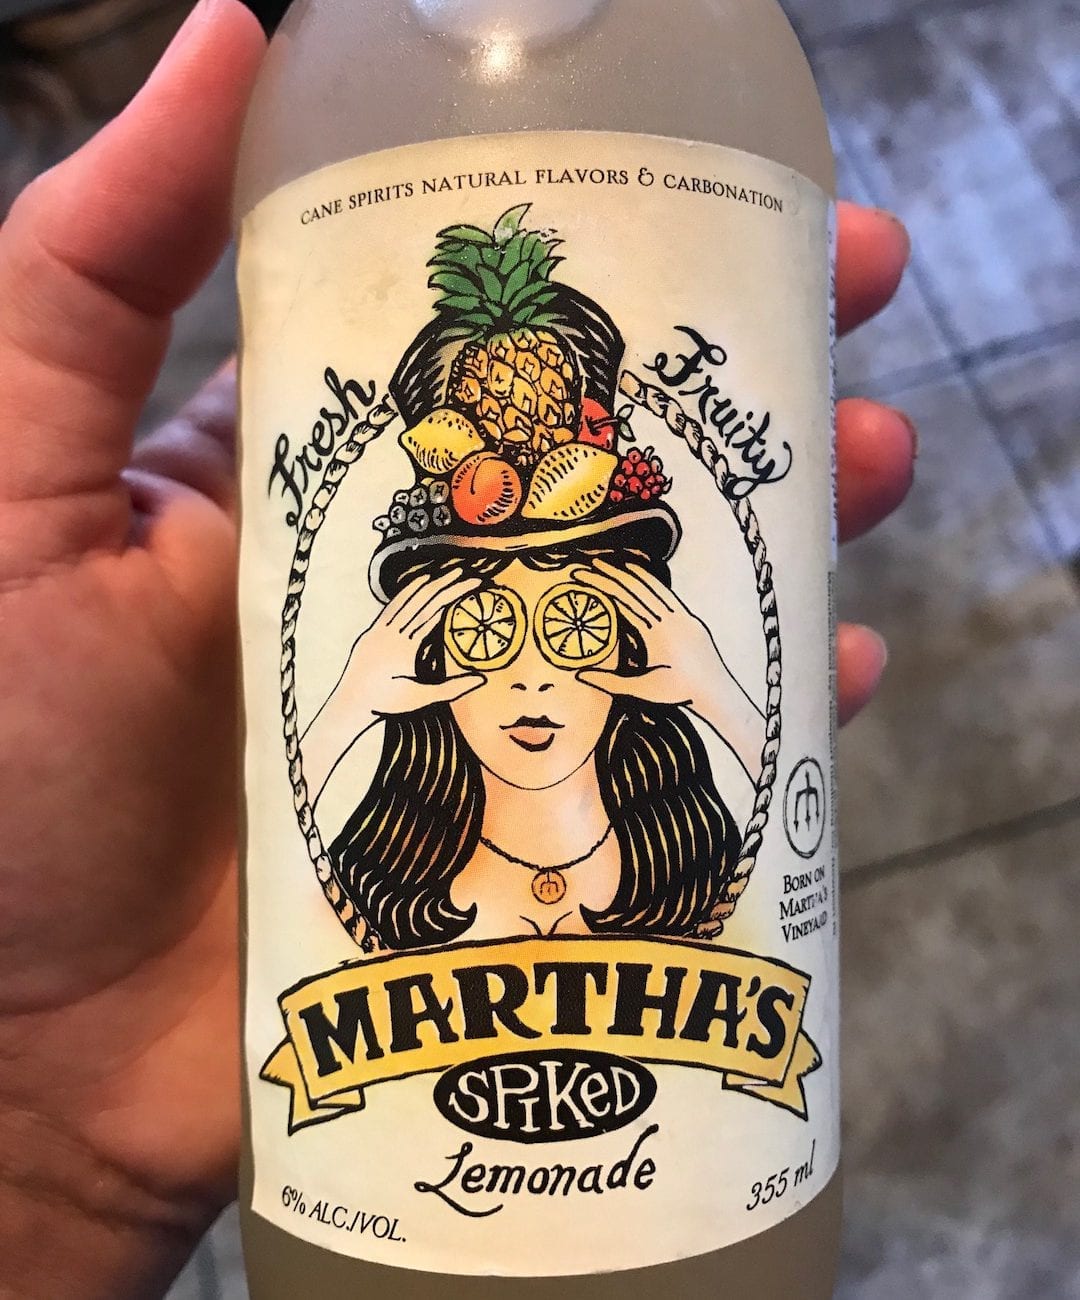 CANE SPIRITS NATURAL FLAVORS & CARBONATION
Fresh
Fruity
BORN ON
MARTHA'S
VINEYARD
MARTHA'S
SPIKED
Lemonade
6% ALC./VOL.
355 ml